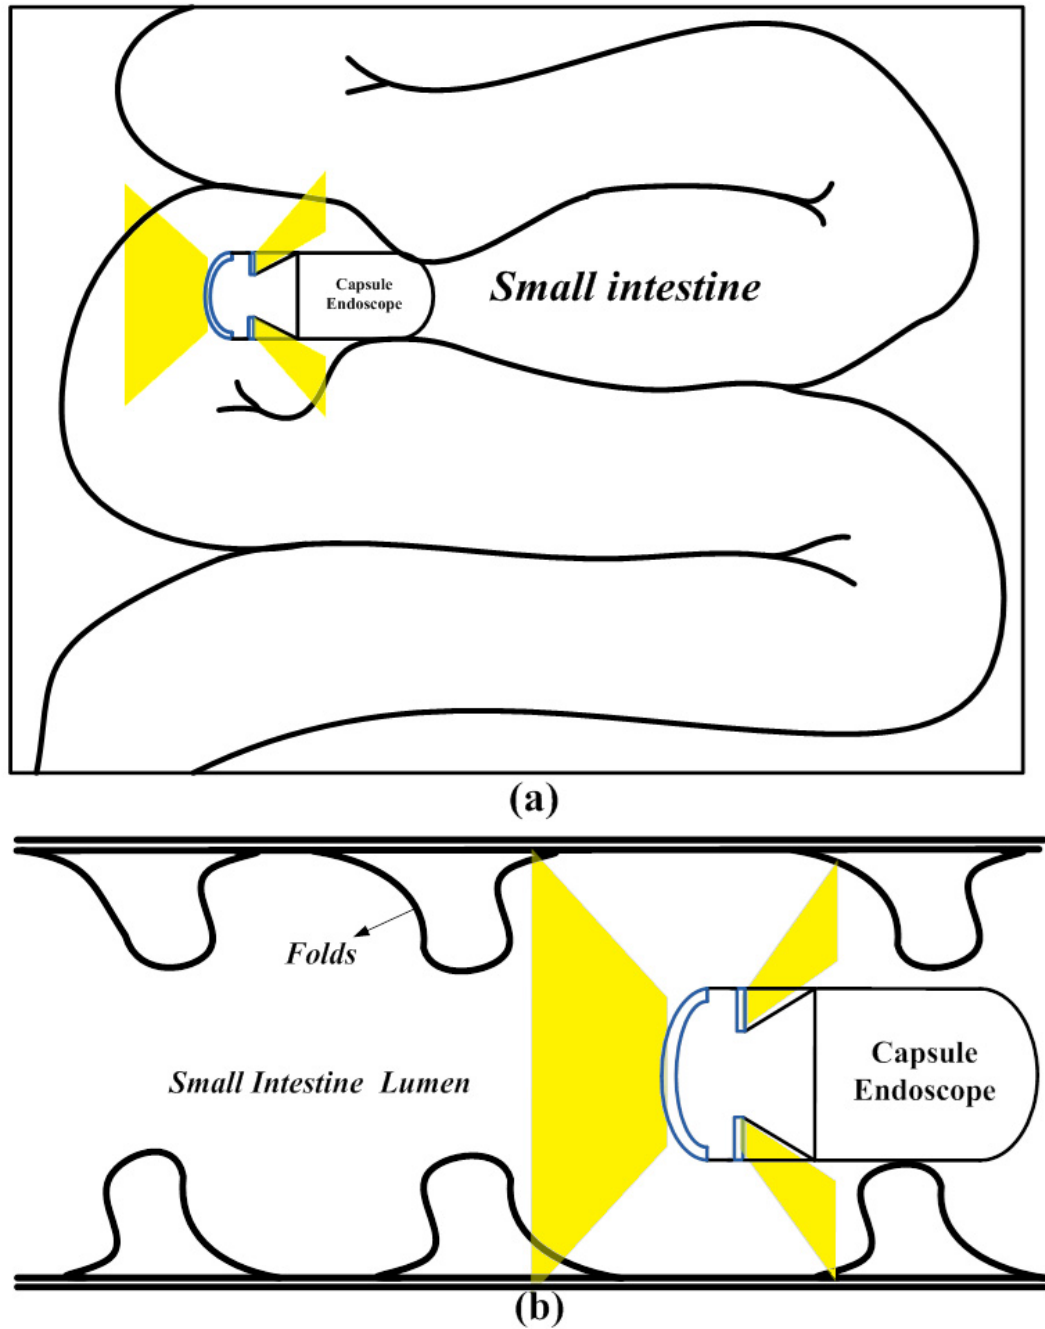 Capsule
Endoscope
Small intestine
(a)
Folds
Small Intestine Lumen
Capsule
Endoscope
(b)